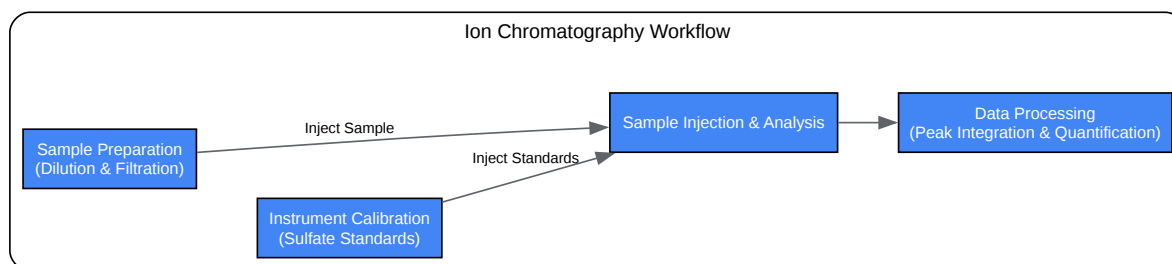 Ion Chromatography Workflow
Sample Preparation
(Dilution & Filtration)
Inject Sample
Instrument Calibration
(Sulfate Standards)
Inject Standards
Sample Injection & Analysis
Data Processing
(Peak Integration & Quantification)